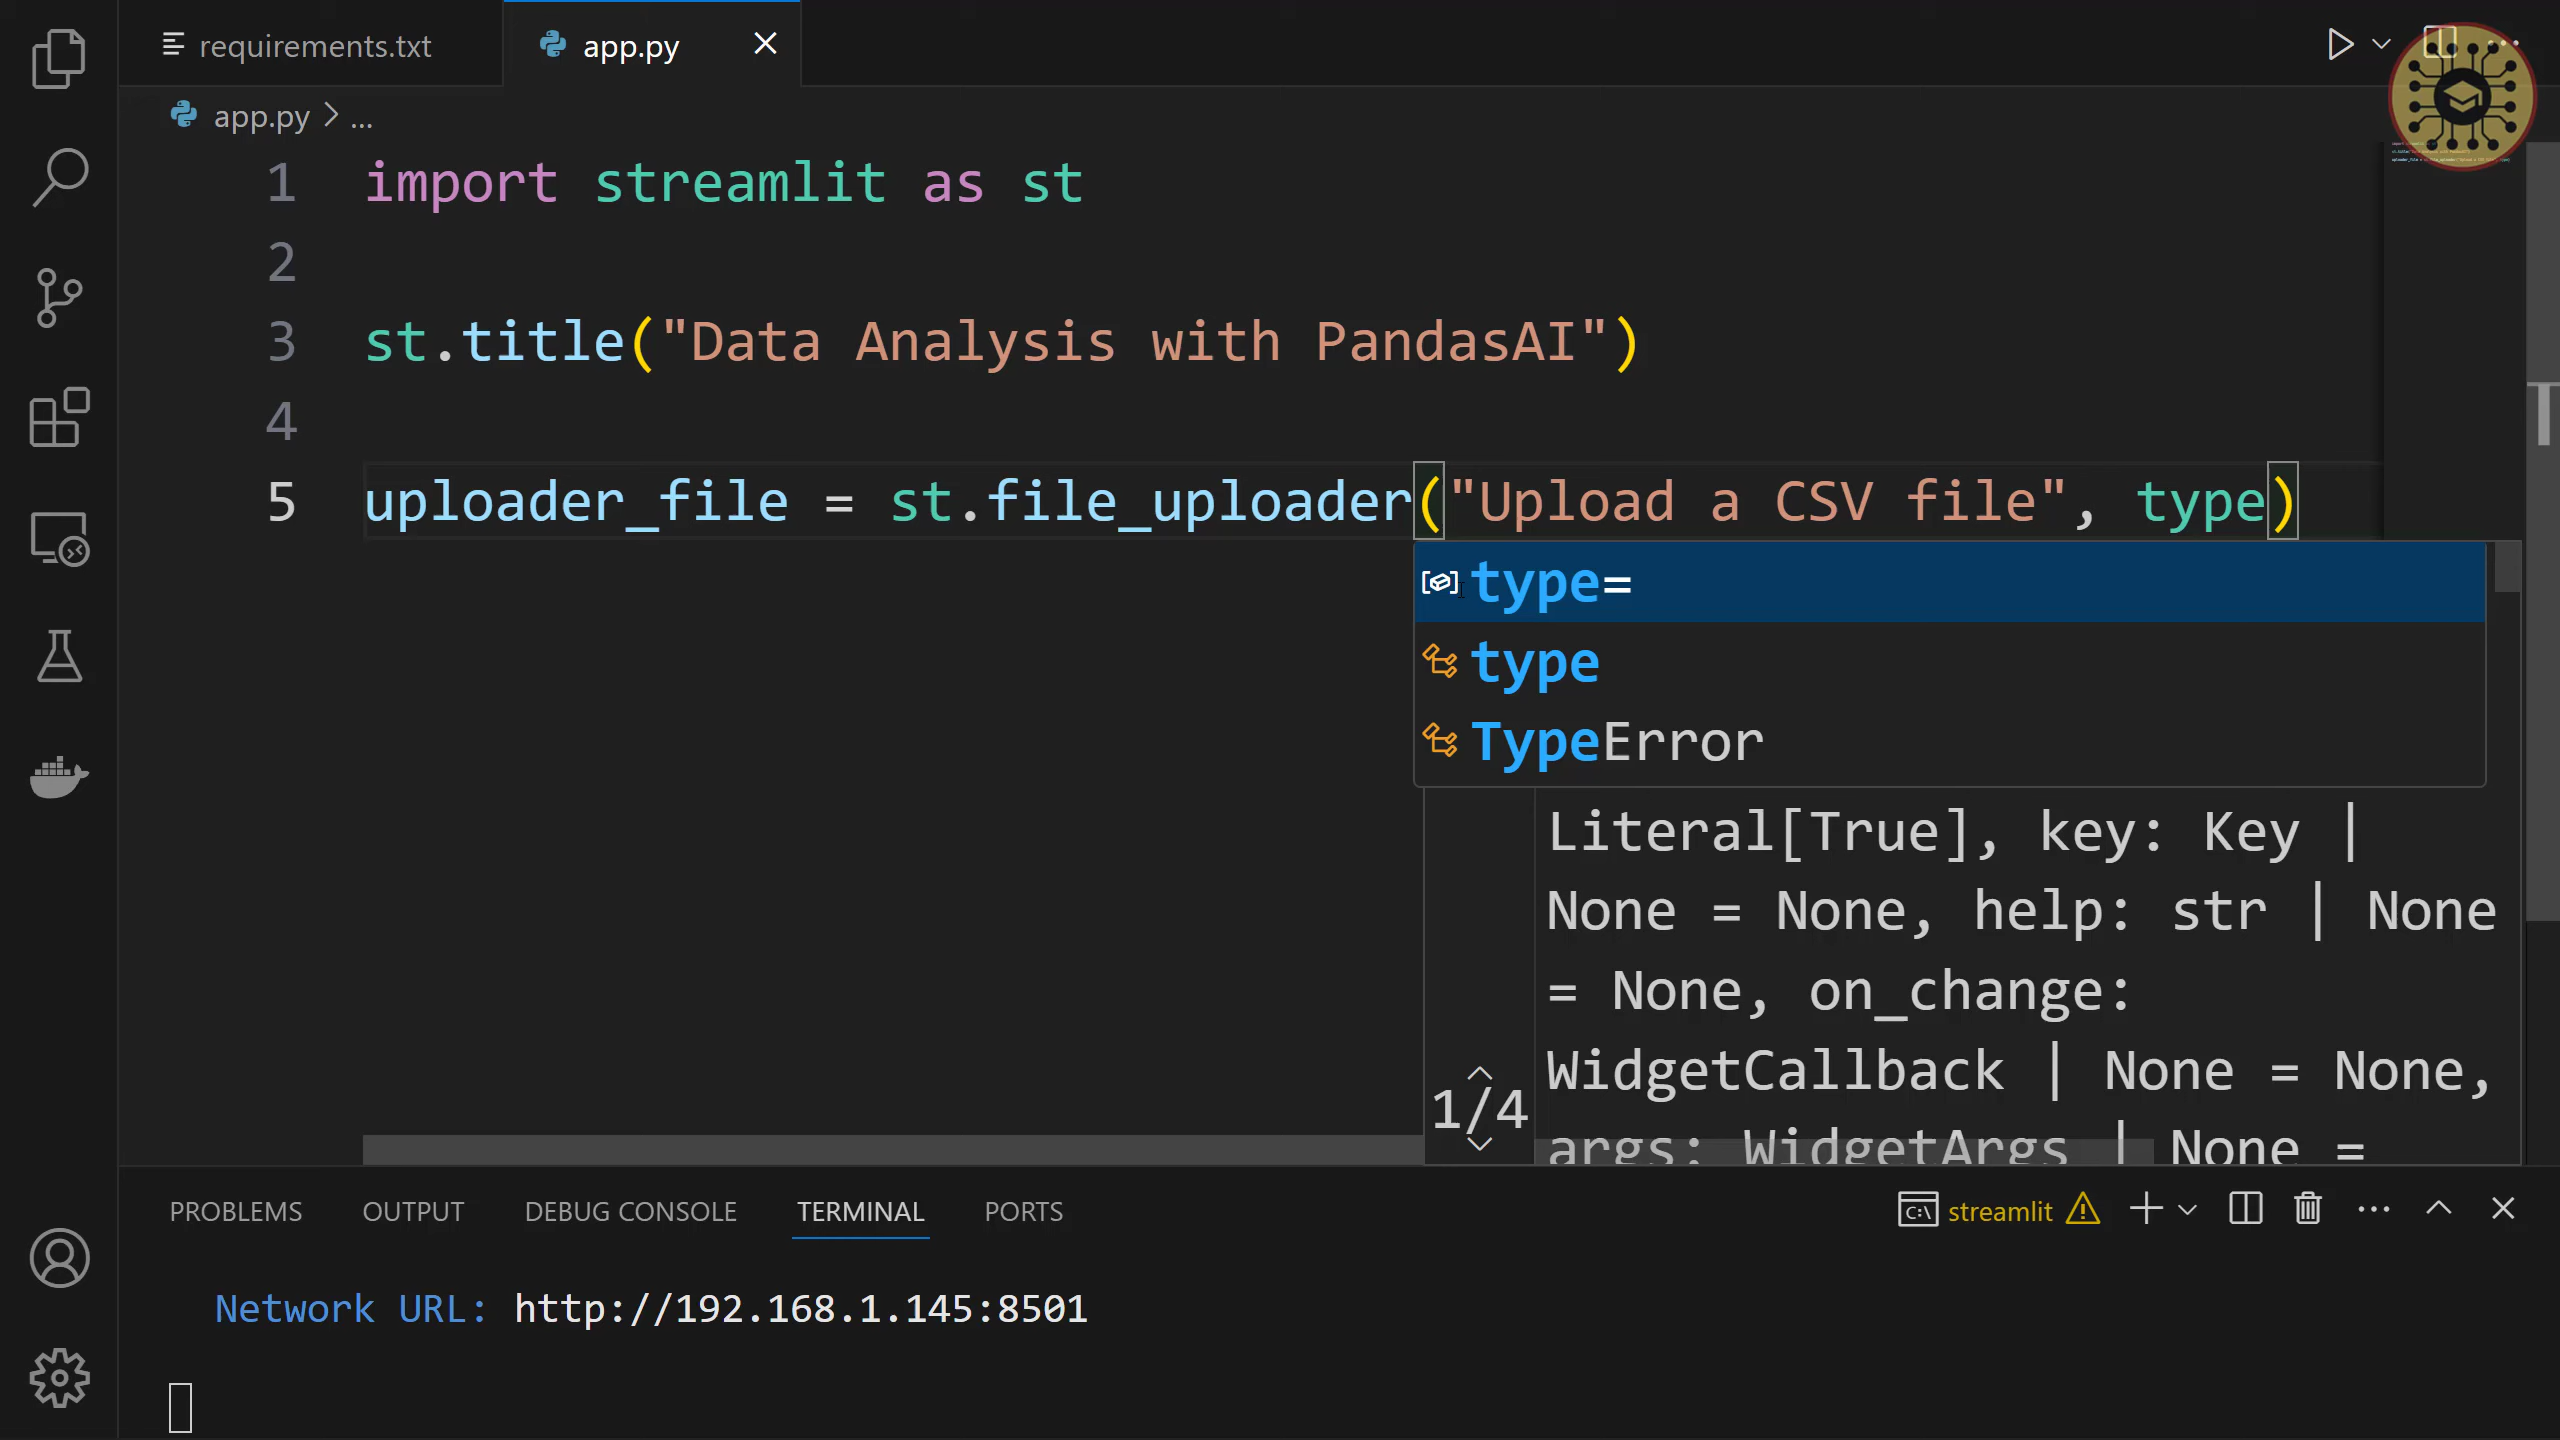 requirements.txt
app.py
app.py > ...
1 import streamlit as st
2
3 st.title("Data Analysis with PandasAI")
4
5 uploader_file = st.file_uploader("Upload a CSV file", type)
type=
type
TypeError
Literal[True], key: Key |
None = None, help: str | None
= None, on_change:
WidgetCallback | None = None,
1/4
args: WidgetArgs | None =
PROBLEMS OUTPUT DEBUG CONSOLE TERMINAL PORTS
streamlit
Network URL: http://192.168.1.145:8501